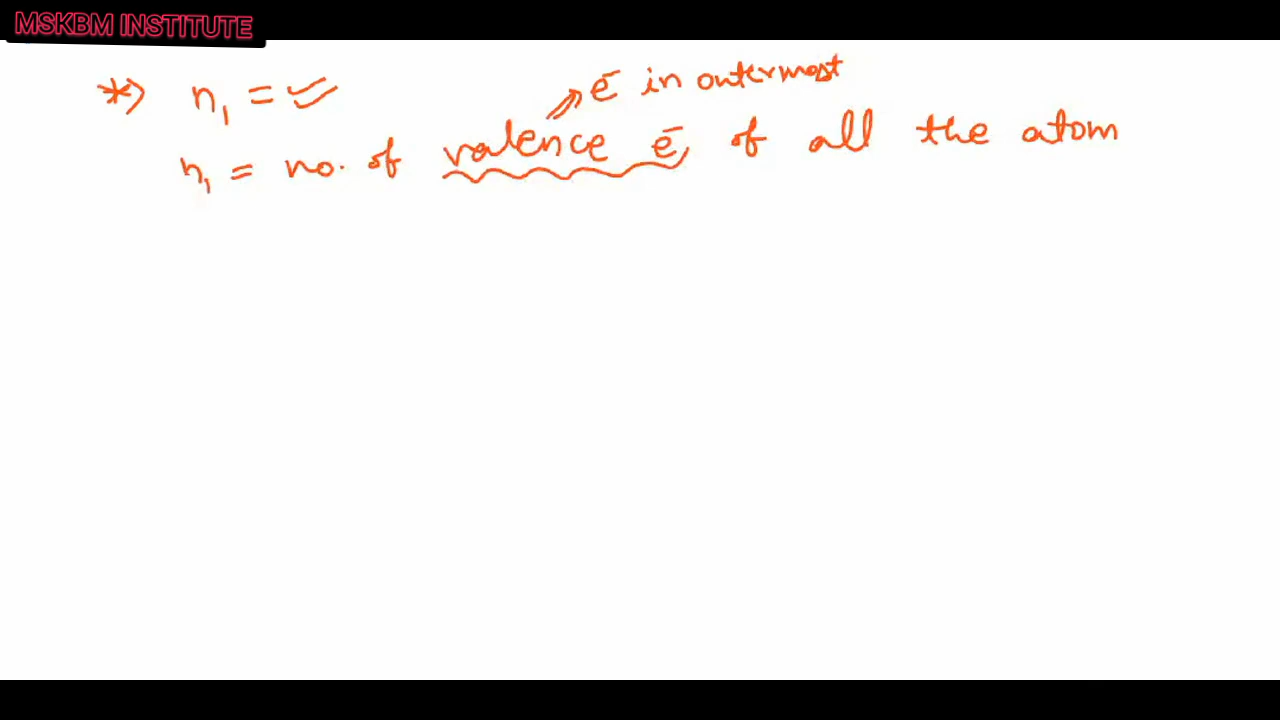 MSKBM INSTITUTE
*⇒ n₁ =
⇒ e⁻ in outermost
n₁ = no. of valence e⁻ of all the atom